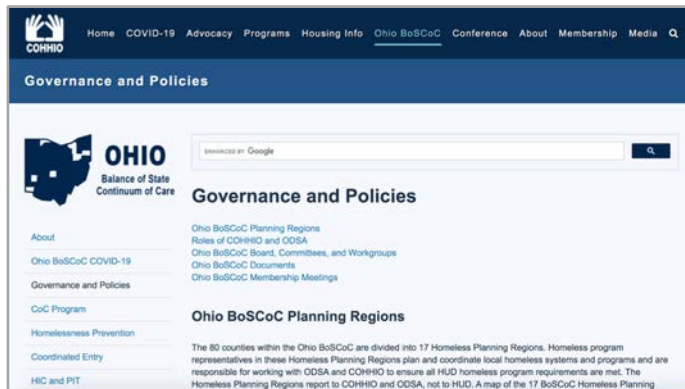 COHHIO
Home COVID-19 Advocacy Programs Housing Info Ohio BoSCoC Conference About Membership Media
Governance and Policies
OHIO
Balance of State
Continuum of Care
About
Ohio BoSCoC COVID-19
Governance and Policies
CoC Program
Homelessness Prevention
Coordinated Entry
HIC and PIT
ENHANCED BY Google
Governance and Policies
Ohio BoSCoC Planning Regions
Roles of COHHIO and ODSA
Ohio BoSCoC Board, Committees, and Workgroups
Ohio BoSCoC Documents
Ohio BoSCoC Membership Meetings
Ohio BoSCoC Planning Regions
The 80 counties within the Ohio BoSCoC are divided into 17 Homeless Planning Regions. Homeless program
representatives in these Homeless Planning Regions plan and coordinate local homeless systems and programs and are
responsible for working with ODSA and COHHIO to ensure all HUD homeless program requirements are met. The
Homeless Planning Regions report to COHHIO and ODSA, not to HUD. A map of the 17 BoSCoC Homeless Planning